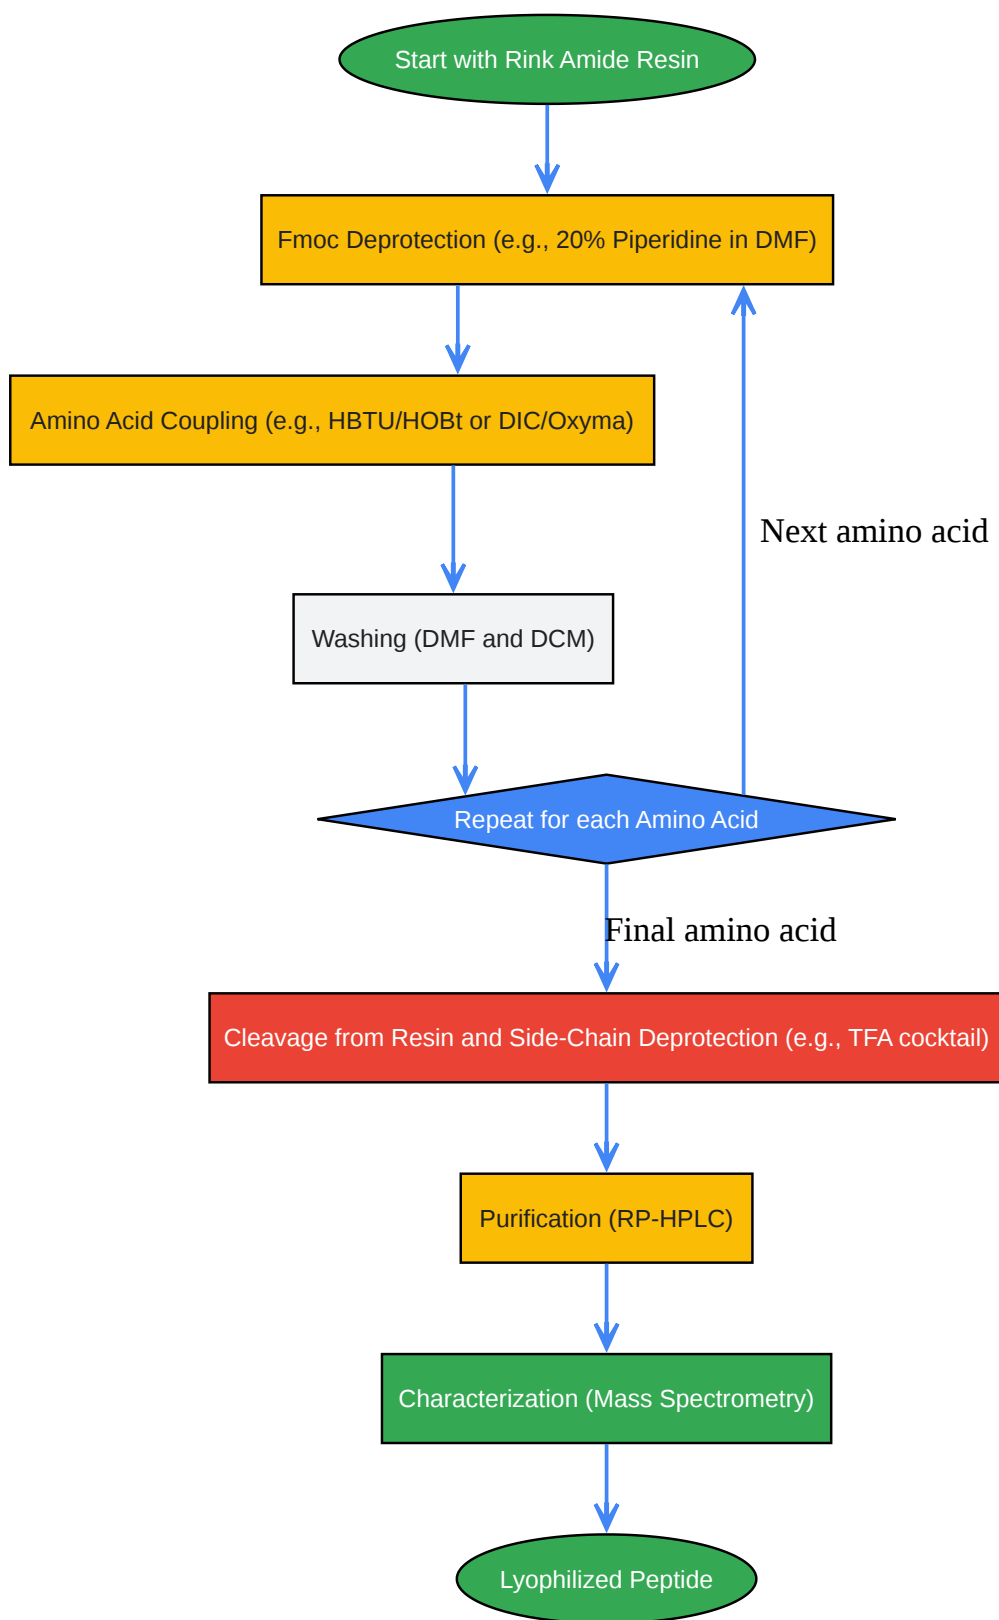 Start with Rink Amide Resin
Fmoc Deprotection (e.g., 20% Piperidine in DMF)
Amino Acid Coupling (e.g., HBTU/HOBt or DIC/Oxyma)
Next amino acid
Washing (DMF and DCM)
Repeat for each Amino Acid
Final amino acid
Cleavage from Resin and Side-Chain Deprotection (e.g., TFA cocktail)
Purification (RP-HPLC)
Characterization (Mass Spectrometry)
Lyophilized Peptide